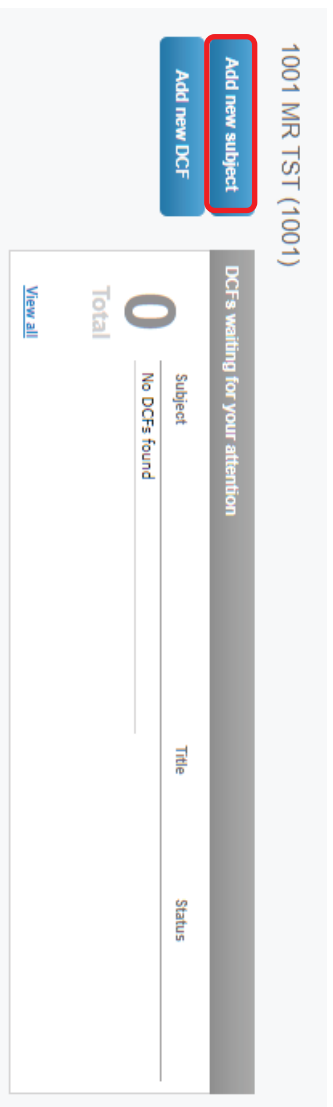 1001 MR TST (1001)
Add new subject
Add new DCF
DCFs waiting for your attention
0
Total
View all
Subject Title Status
No DCFs found